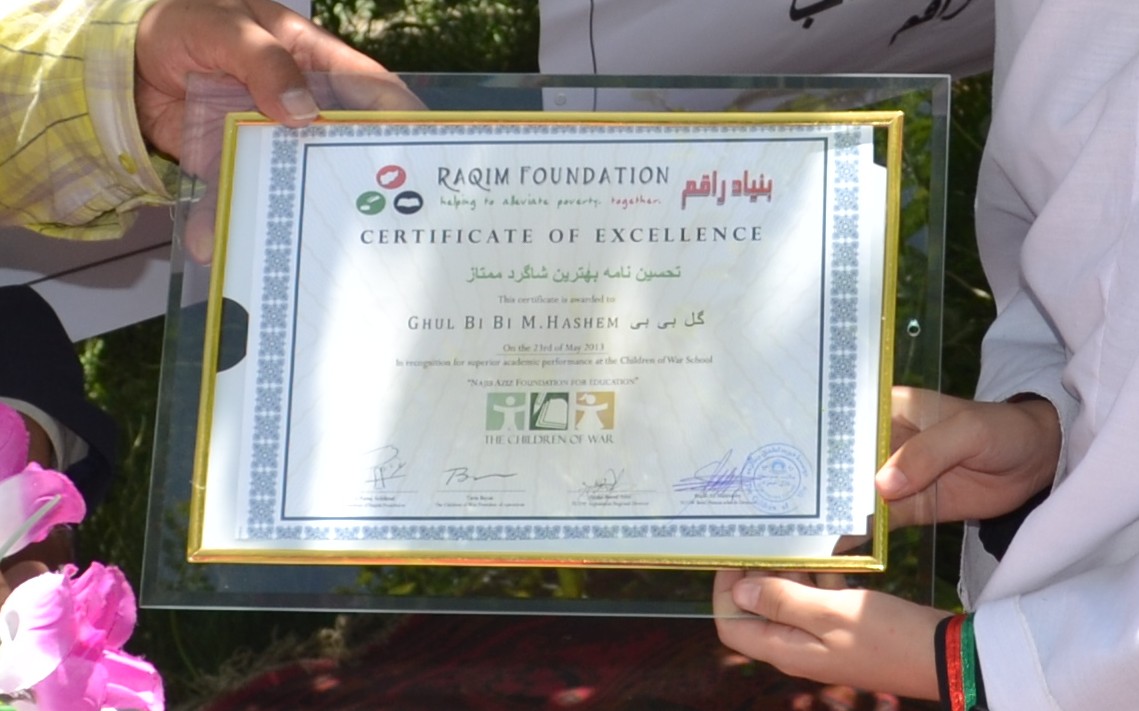 RAQIM FOUNDATION بنیاد راقم
helping to alleviate poverty. together.
CERTIFICATE OF EXCELLENCE
تحسین نامه بهترین شاگرد ممتاز
This certificate is awarded to
GHUL BI BI M.HASHEM گل بی بی
On the 23rd of May 2013
In recognition for superior academic performance at the Children of War School
"NAJIB AZIZ FOUNDATION FOR EDUCATION"
THE CHILDREN OF WAR